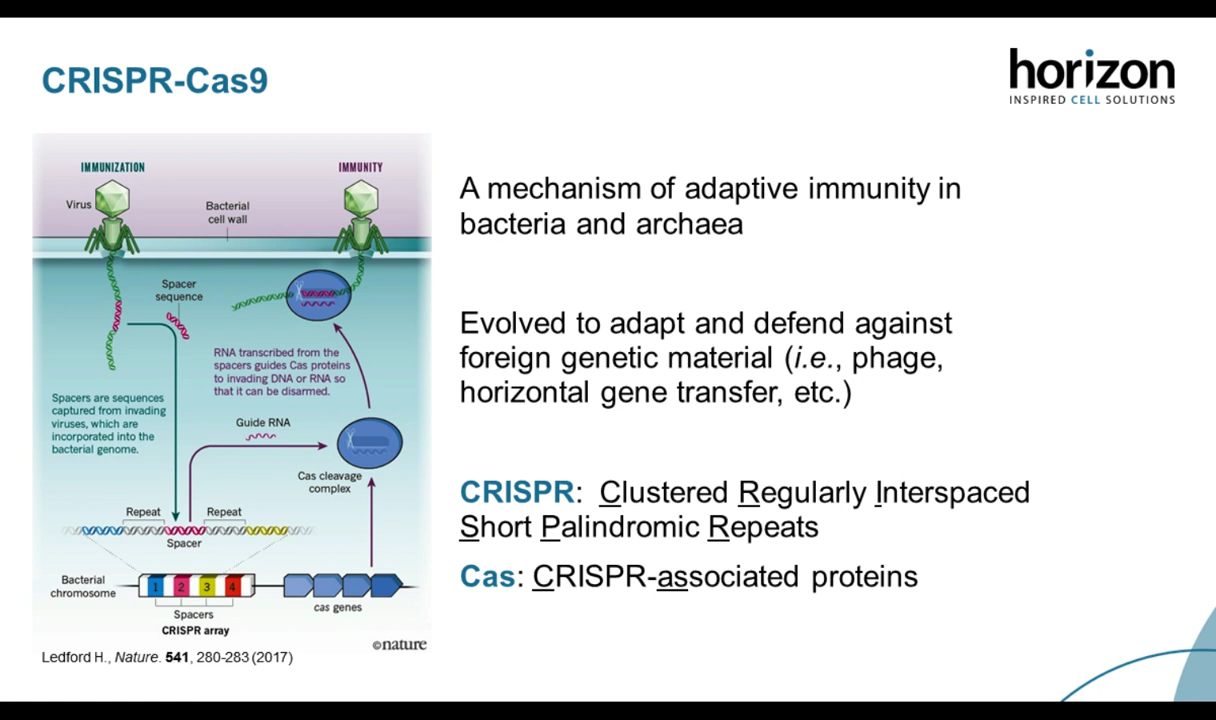 CRISPR-Cas9
horizon
INSPIRED CELL SOLUTIONS
IMMUNIZATION
IMMUNITY
Virus
Bacterial
cell wall
Spacer
sequence
RNA transcribed from the
spacers guides Cas proteins
to invading DNA or RNA so
that it can be disarmed.
Spacers are sequences
captured from invading
viruses, which are
incorporated into the
bacterial genome.
Guide RNA
Cas cleavage
complex
Repeat
Repeat
Spacer
Bacterial
chromosome
1 2 3 4
cas genes
Spacers
CRISPR array
©nature
Ledford H., Nature. 541, 280-283 (2017)
A mechanism of adaptive immunity in
bacteria and archaea
Evolved to adapt and defend against
foreign genetic material (i.e., phage,
horizontal gene transfer, etc.)
CRISPR: Clustered Regularly Interspaced
Short Palindromic Repeats
Cas: CRISPR-associated proteins